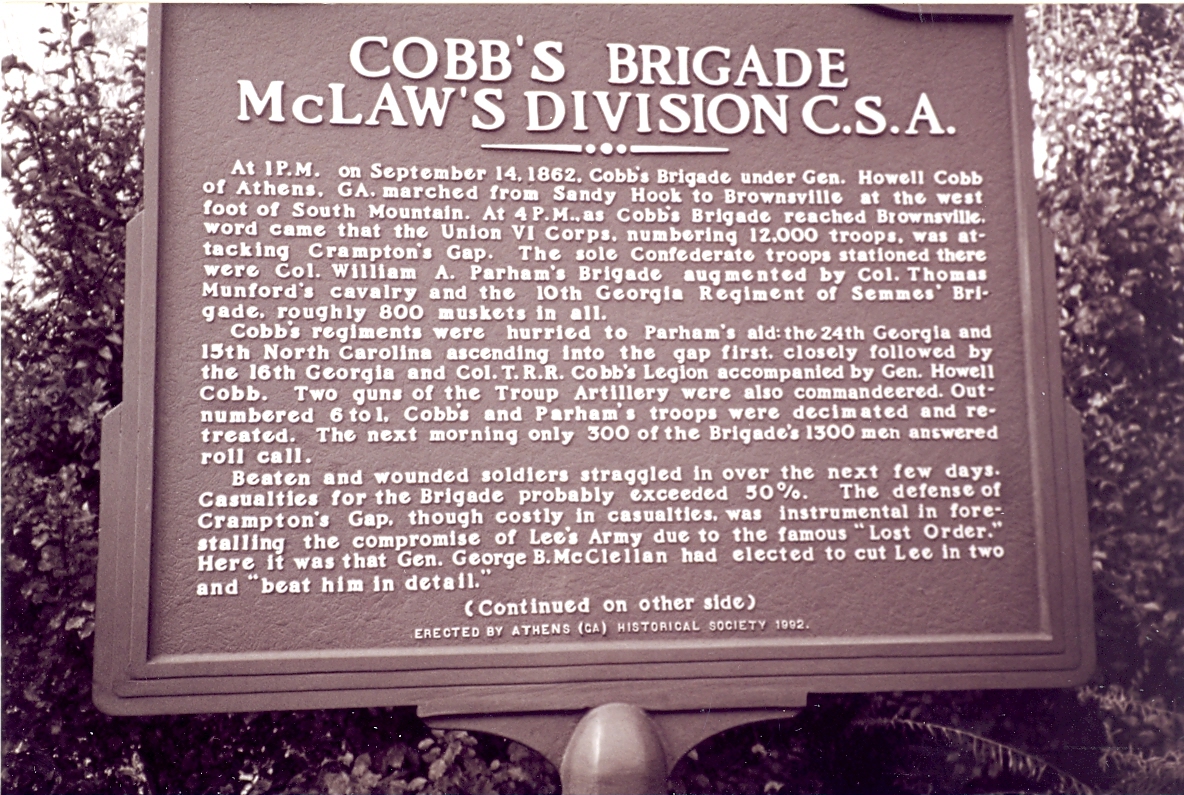 COBB'S BRIGADE
McLAW'S DIVISION C.S.A.
At 1P.M. on September 14, 1862, Cobb's Brigade under Gen. Howell Cobb
of Athens, GA. marched from Sandy Hook to Brownsville at the west
foot of South Mountain. At 4 P.M., as Cobb's Brigade reached Brownsville,
word came that the Union VI Corps, numbering 12,000 troops, was at-
tacking Crampton's Gap. The sole Confederate troops stationed there
were Col. William A. Parham's Brigade augmented by Col. Thomas
Munford's cavalry and the 10th Georgia Regiment of Semmes' Bri-
gade, roughly 800 muskets in all.
Cobb's regiments were hurried to Parham's aid: the 24th Georgia and
15th North Carolina ascending into the gap first, closely followed by
the 16th Georgia and Col. T.R.R. Cobb's Legion accompanied by Gen. Howell
Cobb. Two guns of the Troup Artillery were also commandeered. Out-
numbered 6 to 1, Cobb's and Parham's troops were decimated and re-
treated. The next morning only 300 of the Brigade's 1300 men answered
roll call.
Beaten and wounded soldiers straggled in over the next few days.
Casualties for the Brigade probably exceeded 50%. The defense of
Crampton's Gap, though costly in casualties, was instrumental in fore-
stalling the compromise of Lee's Army due to the famous "Lost Order."
Here it was that Gen. George B. McClellan had elected to cut Lee in two
and "beat him in detail."
(Continued on other side)
ERECTED BY ATHENS (GA) HISTORICAL SOCIETY 1992.